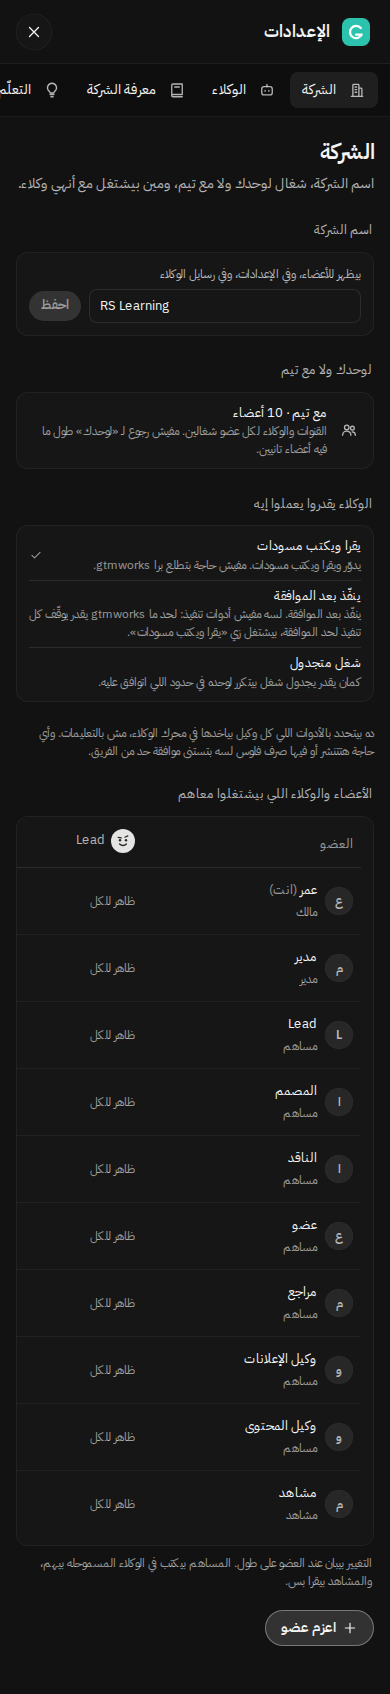 الإعدادات
الشركة
الوكلاء
معرفة الشركة
التعلّم
الشركة
اسم الشركة، شغال لوحدك ولا مع تيم، ومين بيشتغل مع أنهي وكلاء.
اسم الشركة
بيظهر للأعضاء، وفي الإعدادات، وفي رسايل الوكلاء
RS Learning
احفظ
لوحدك ولا مع تيم
مع تيم · 10 أعضاء
القنوات والوكلاء لكل عضو شغالين. مفيش رجوع لـ «لوحدك» طول ما
فيه أعضاء تانيين.
الوكلاء يقدروا يعملوا إيه
يقرا ويكتب مسودات
يدوّر ويقرا ويكتب مسودات. مفيش حاجة بتطلع برا gtmworks.
ينفّذ بعد الموافقة
ينفّذ بعد الموافقة. لسه مفيش أدوات تنفيذ: لحد ما gtmworks يقدر يوقّف كل
تنفيذ لحد الموافقة، بيشتغل زي «يقرا ويكتب مسودات».
شغل متجدول
كمان يقدر يجدول شغل بيتكرر لوحده في حدود اللي اتوافق عليه.
ده بيتحدد بالأدوات اللي كل وكيل بياخدها في محرك الوكلاء، مش بالتعليمات. وأي
حاجة هتتنشر أو فيها صرف فلوس لسه بتستنى موافقة حد من الفريق.
الأعضاء والوكلاء اللي بيشتغلوا معاهم
العضو
Lead
ع
عمر (انت)
مالك
ظاهر للكل
م
مدير
مدير
ظاهر للكل
L
Lead
مساهم
ظاهر للكل
ا
المصمم
مساهم
ظاهر للكل
ا
الناقد
مساهم
ظاهر للكل
ع
عضو
مساهم
ظاهر للكل
م
مراجع
مساهم
ظاهر للكل
و
وكيل الإعلانات
مساهم
ظاهر للكل
و
وكيل المحتوى
مساهم
ظاهر للكل
م
مشاهد
مشاهد
ظاهر للكل
التغيير بيبان عند العضو على طول. المساهم بيكتب في الوكلاء المسموحله بيهم،
والمشاهد بيقرا بس.
اعزم عضو